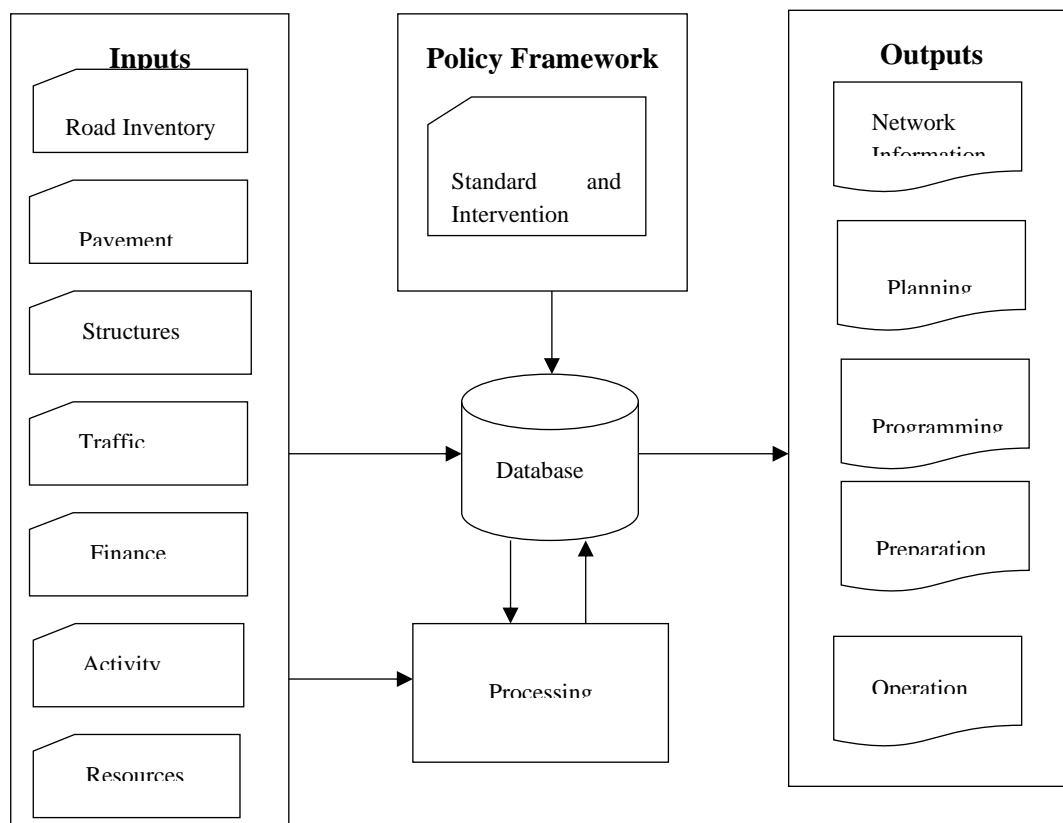 Inputs
Road Inventory
Pavement
Structures
Traffic
Finance
Activity
Resources
Policy Framework
Standard and
Intervention
Database
Processing
Outputs
Network
Information
Planning
Programming
Preparation
Operation